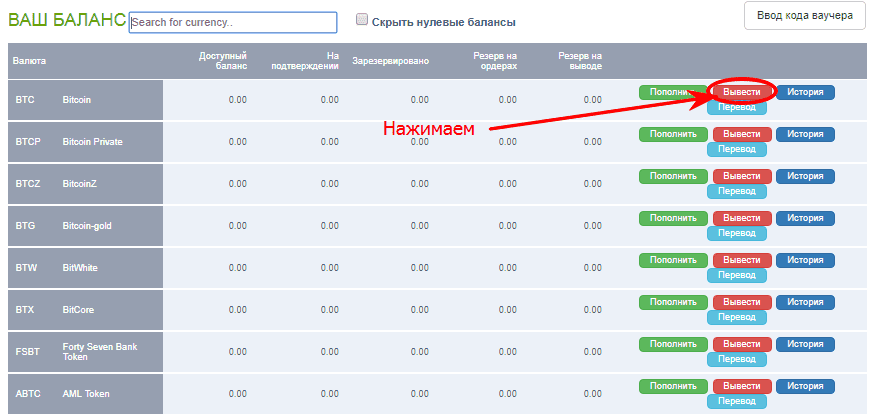 ВАШ БАЛАНС Search for currency.. Скрыть нулевые балансы Ввод кода ваучера
Валюта Доступный баланс На подтверждении Зарезервировано Резерв на ордерах Резерв на выводе
BTC Bitcoin 0.00 0.00 0.00 0.00 0.00 Пополнить Вывести История
Перевод
Нажимаем
BTCP Bitcoin Private 0.00 0.00 0.00 0.00 0.00 Пополнить Вывести История
Перевод
BTCZ BitcoinZ 0.00 0.00 0.00 0.00 0.00 Пополнить Вывести История
Перевод
BTG Bitcoin-gold 0.00 0.00 0.00 0.00 0.00 Пополнить Вывести История
Перевод
BTW BitWhite 0.00 0.00 0.00 0.00 0.00 Пополнить Вывести История
Перевод
BTX BitCore 0.00 0.00 0.00 0.00 0.00 Пополнить Вывести История
Перевод
FSBT Forty Seven Bank Token 0.00 0.00 0.00 0.00 0.00 Пополнить Вывести История
Перевод
ABTC AML Token 0.00 0.00 0.00 0.00 0.00 Пополнить Вывести История
Перевод